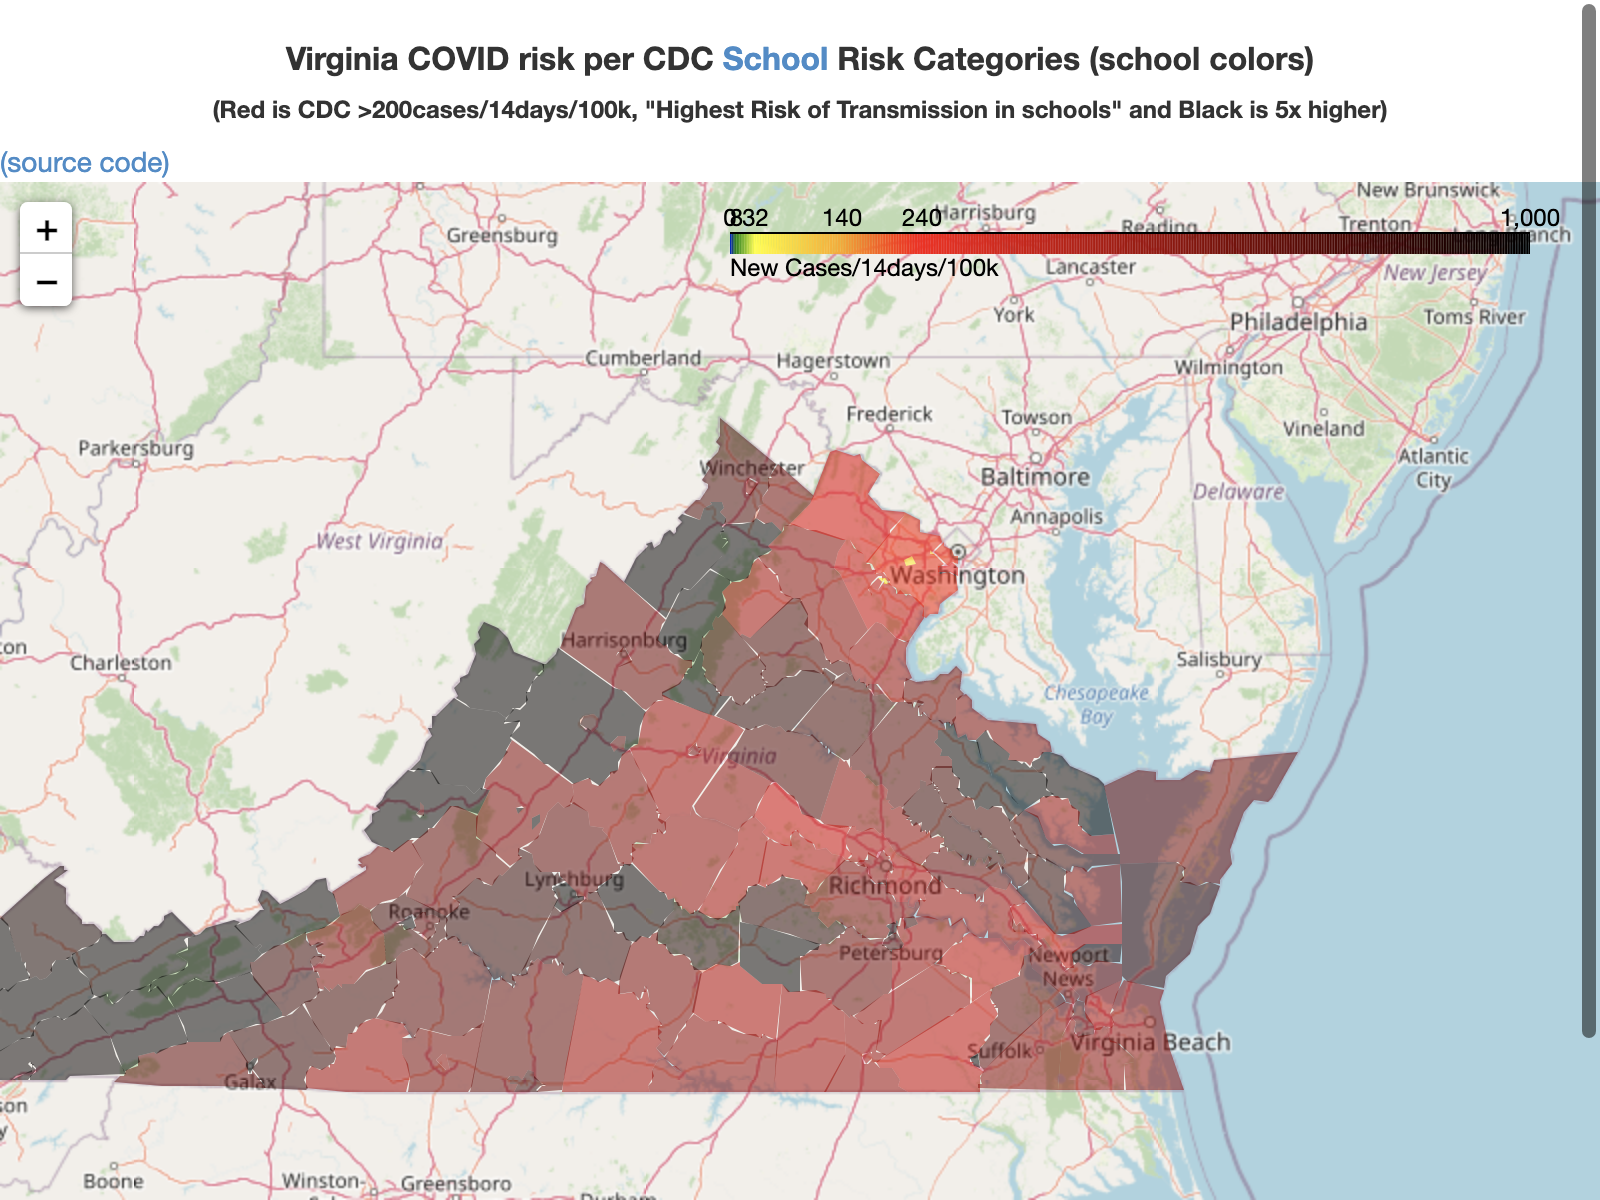 Virginia COVID risk per CDC School Risk Categories (school colors)
(Red is CDC >200cases/14days/100k, "Highest Risk of Transmission in schools" and Black is 5x higher)
(source code)
+
−
0 8 32 140 240 1,000
New Cases/14days/100k
New Brunswick
Greensburg
Harrisburg
Reading
Trenton
Lancaster
New Jersey
York
Philadelphia
Toms River
Cumberland
Hagerstown
Wilmington
Frederick
Towson
Vineland
Parkersburg
Winchester
Baltimore
Atlantic
City
Delaware
Annapolis
West Virginia
Washington
Harrisonburg
Charleston
Salisbury
Chesapeake
Bay
Virginia
Lynchburg
Richmond
Roanoke
Petersburg
Newport
News
Suffolk
Virginia Beach
Galax
Boone
Winston-
Greensboro
Durham